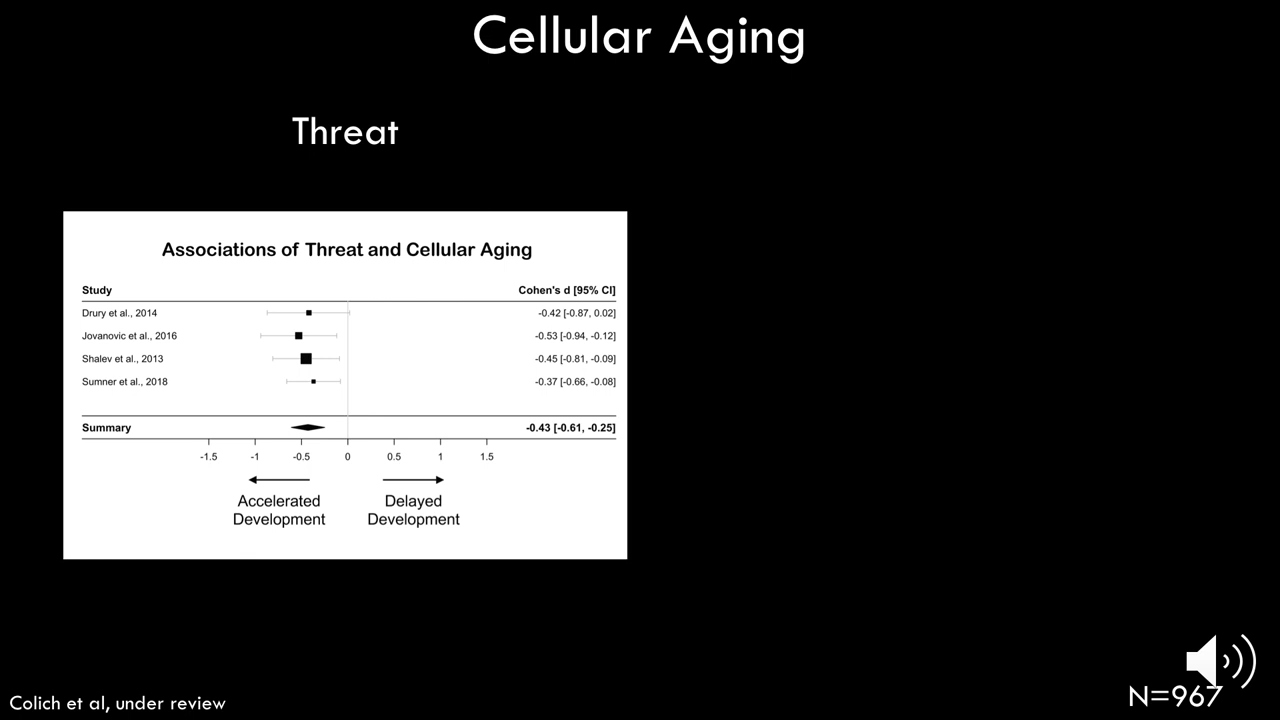 Cellular Aging
Threat
Associations of Threat and Cellular Aging
Study Cohen's d [95% CI]
Drury et al., 2014 -0.42 [-0.87, 0.02]
Jovanovic et al., 2016 -0.53 [-0.94, -0.12]
Shalev et al., 2013 -0.45 [-0.81, -0.09]
Sumner et al., 2018 -0.37 [-0.66, -0.08]
Summary -0.43 [-0.61, -0.25]
-1.5 -1 -0.5 0 0.5 1 1.5
Accelerated Delayed
Development Development
Colich et al, under review
N=967